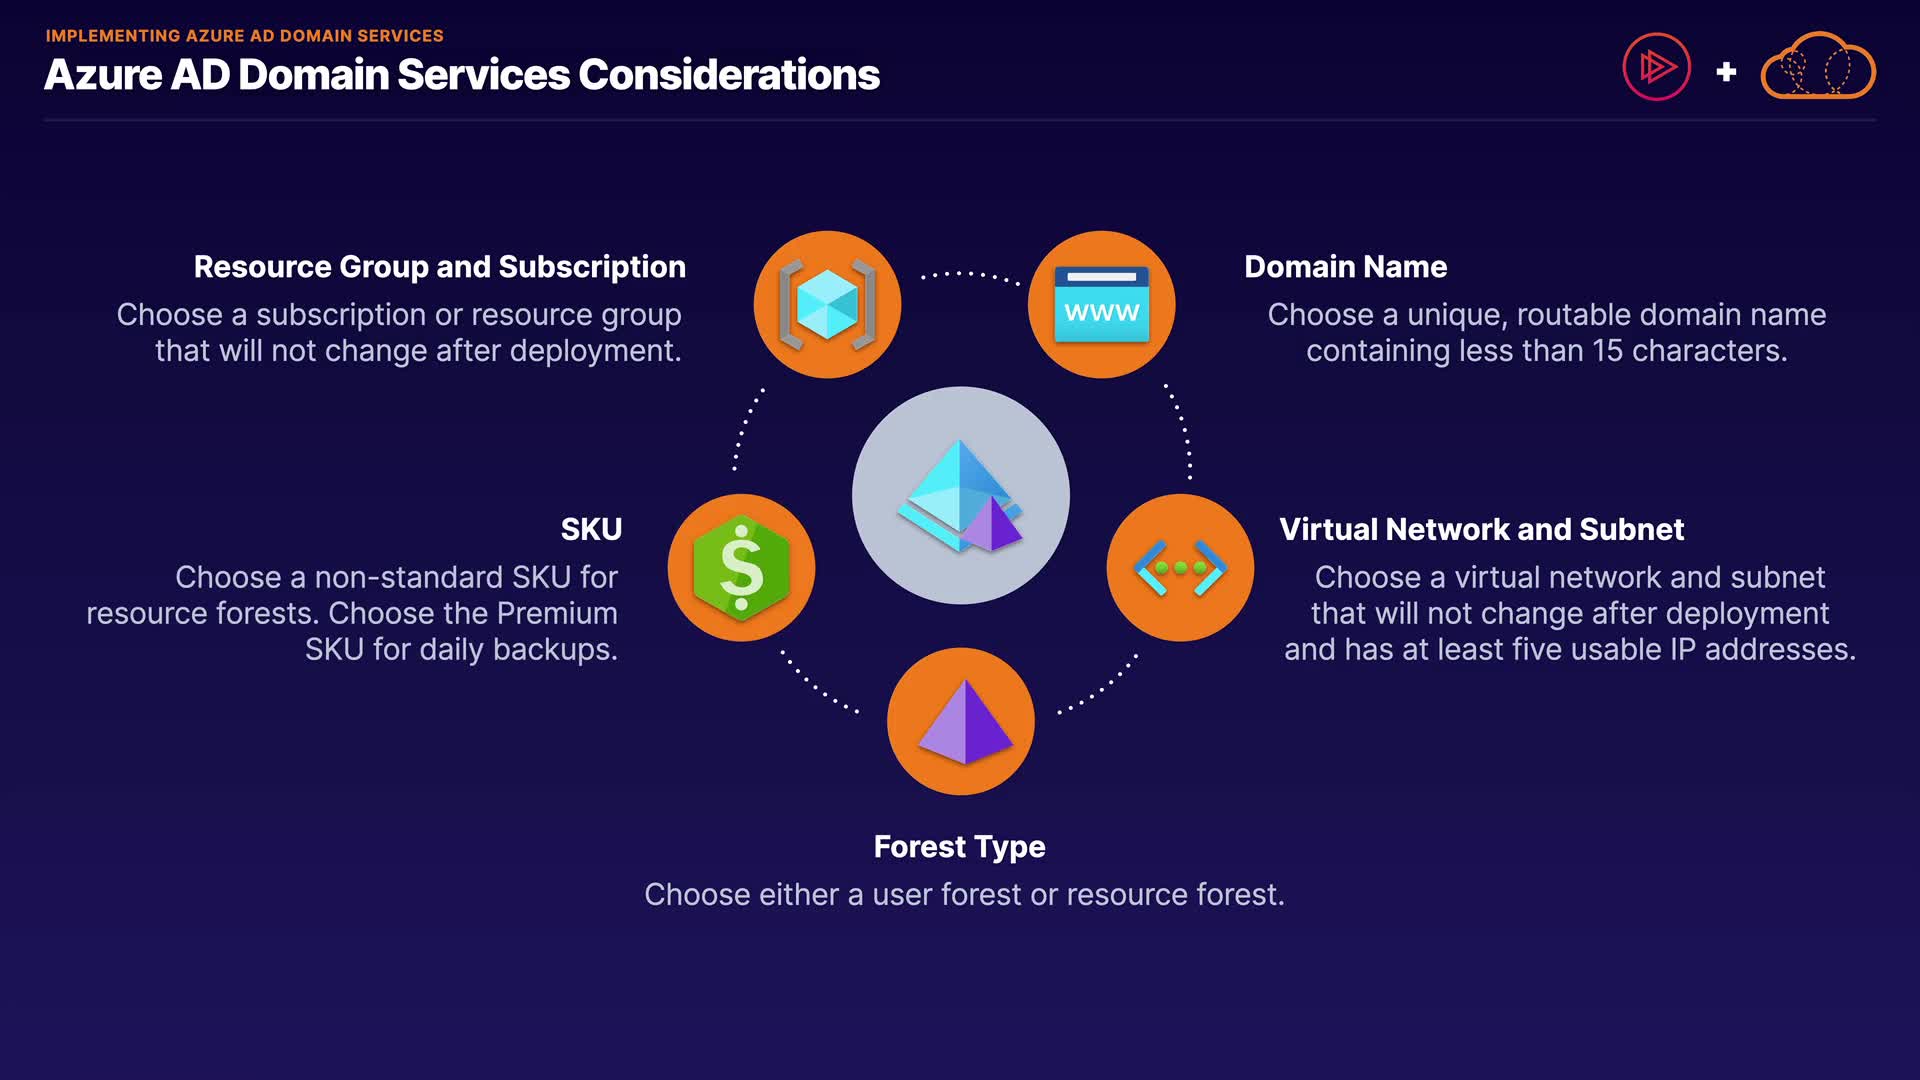 IMPLEMENTING AZURE AD DOMAIN SERVICES
Azure AD Domain Services Considerations
Resource Group and Subscription
Choose a subscription or resource group
that will not change after deployment.
www
Domain Name
Choose a unique, routable domain name
containing less than 15 characters.
SKU
Choose a non-standard SKU for
resource forests. Choose the Premium
SKU for daily backups.
Virtual Network and Subnet
Choose a virtual network and subnet
that will not change after deployment
and has at least five usable IP addresses.
Forest Type
Choose either a user forest or resource forest.